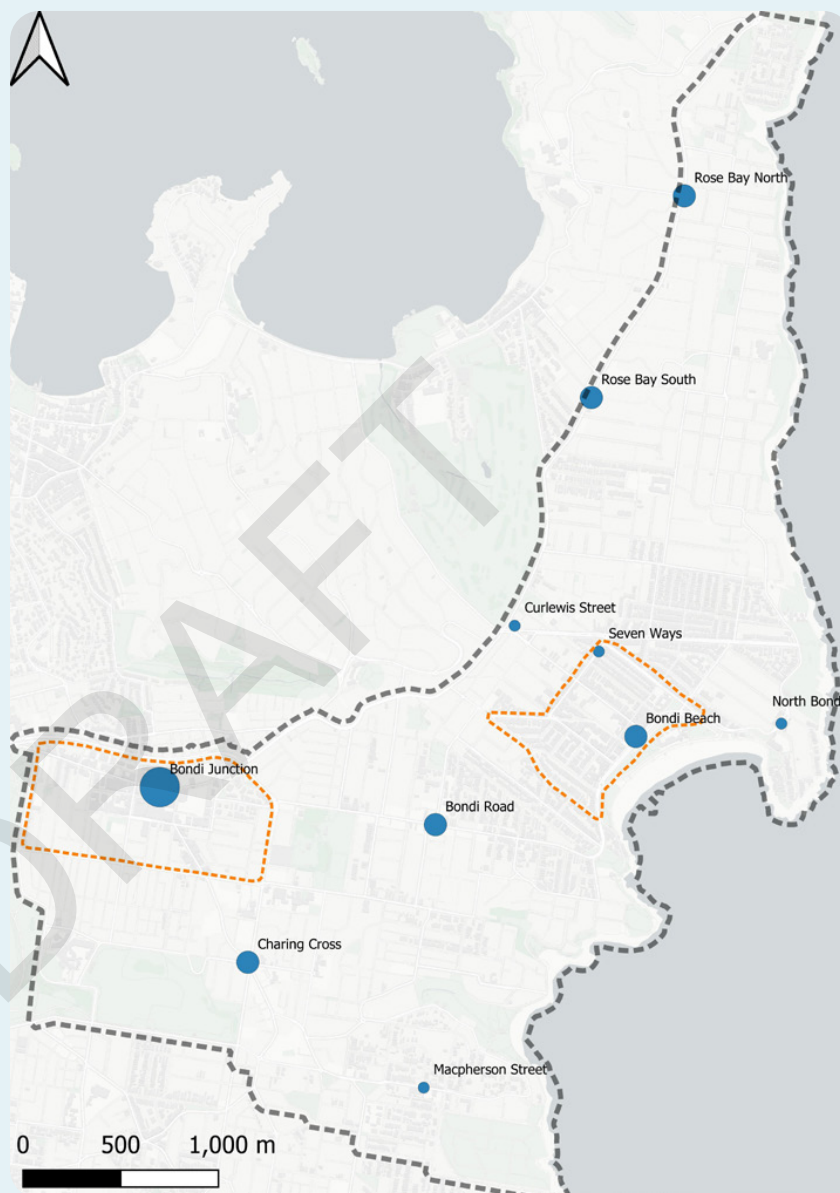 Rose Bay North
Rose Bay South
Curlewis Street
Seven Ways
North Bond
Bondi Beach
Bondi Junction
Bondi Road
Charing Cross
Macpherson Street
0 500 1,000 m
DRAFT